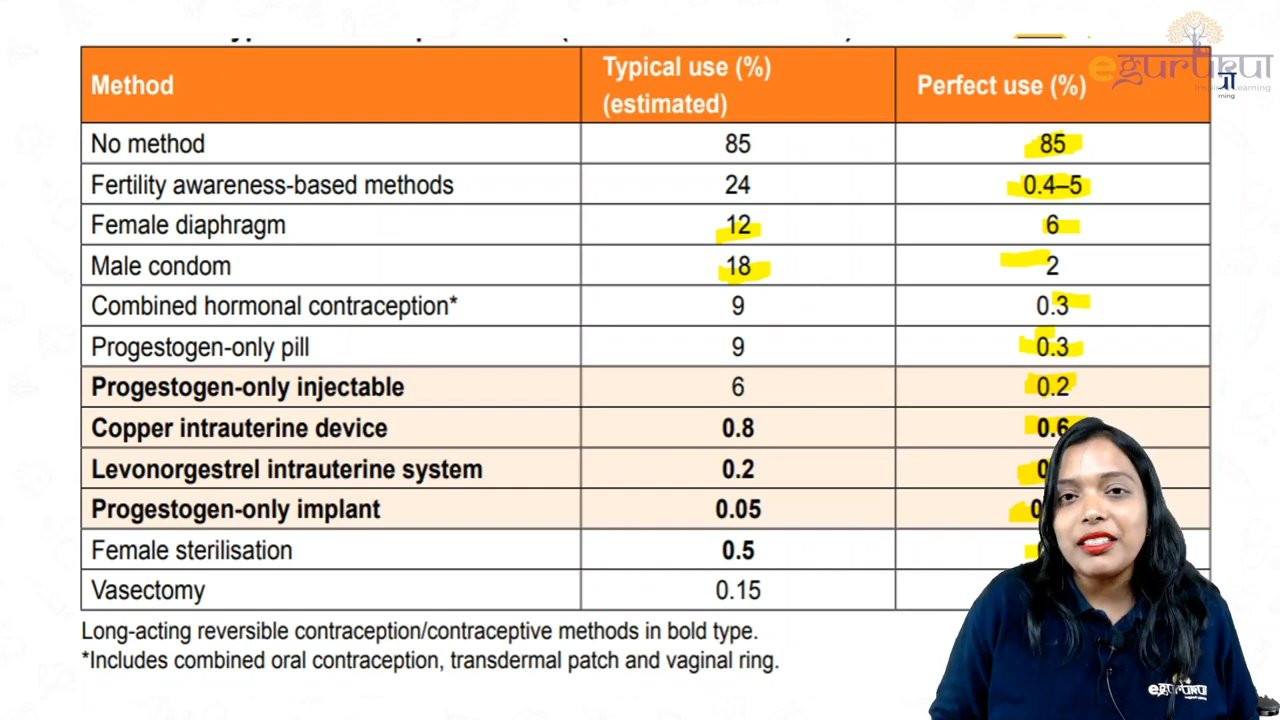 egurukul
Inspired Learning
Method Typical use (%) (estimated) Perfect use (%)
No method 85 85
Fertility awareness-based methods 24 0.4–5
Female diaphragm 12 6
Male condom 18 2
Combined hormonal contraception* 9 0.3
Progestogen-only pill 9 0.3
Progestogen-only injectable 6 0.2
Copper intrauterine device 0.8 0.6
Levonorgestrel intrauterine system 0.2
Progestogen-only implant 0.05
Female sterilisation 0.5
Vasectomy 0.15
Long-acting reversible contraception/contraceptive methods in bold type.
*Includes combined oral contraception, transdermal patch and vaginal ring.
egurukul